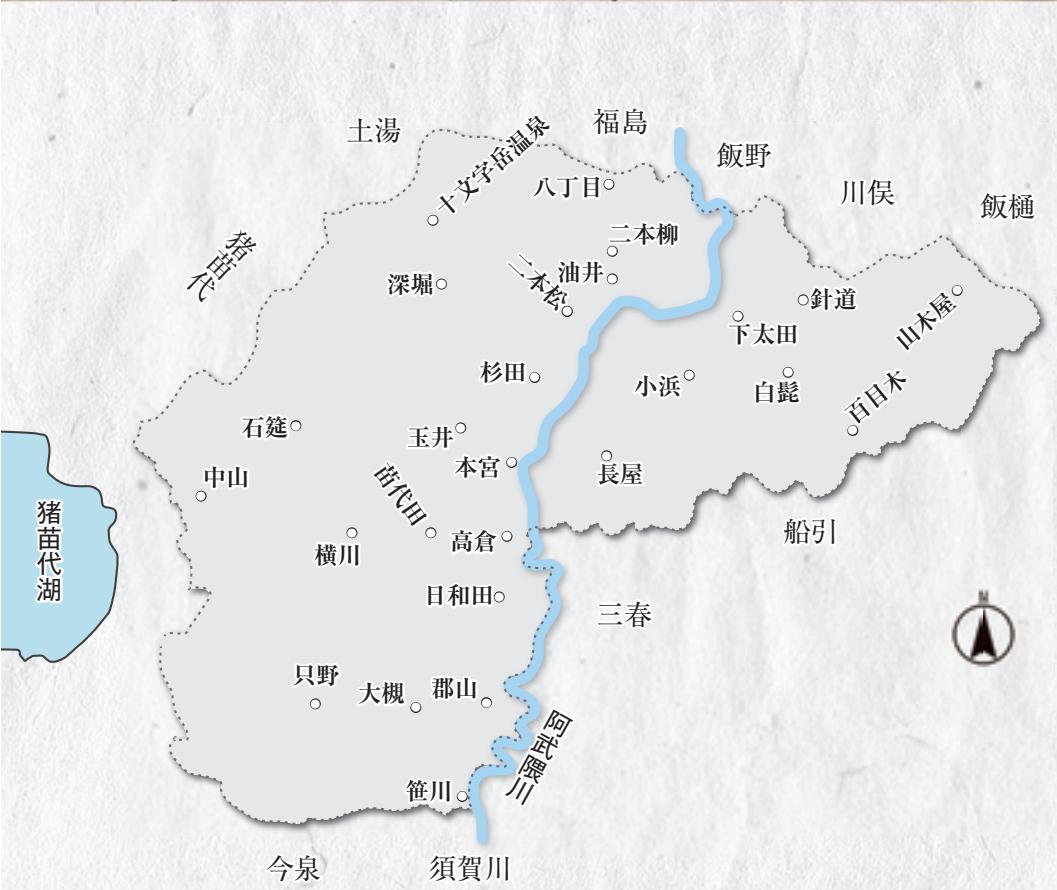 土湯
福島
飯野
川俣
飯樋
十文字岳温泉
八丁目
二本柳
猪苗代
深堀
二本松
油井
針道
下太田
山木屋
杉田
小浜
白髭
百目木
石筵
玉井
本宮
中山
苗代田
長屋
猪苗代湖
横川
高倉
船引
日和田
三春
N
只野
大槻
郡山
阿武隈川
笹川
今泉
須賀川